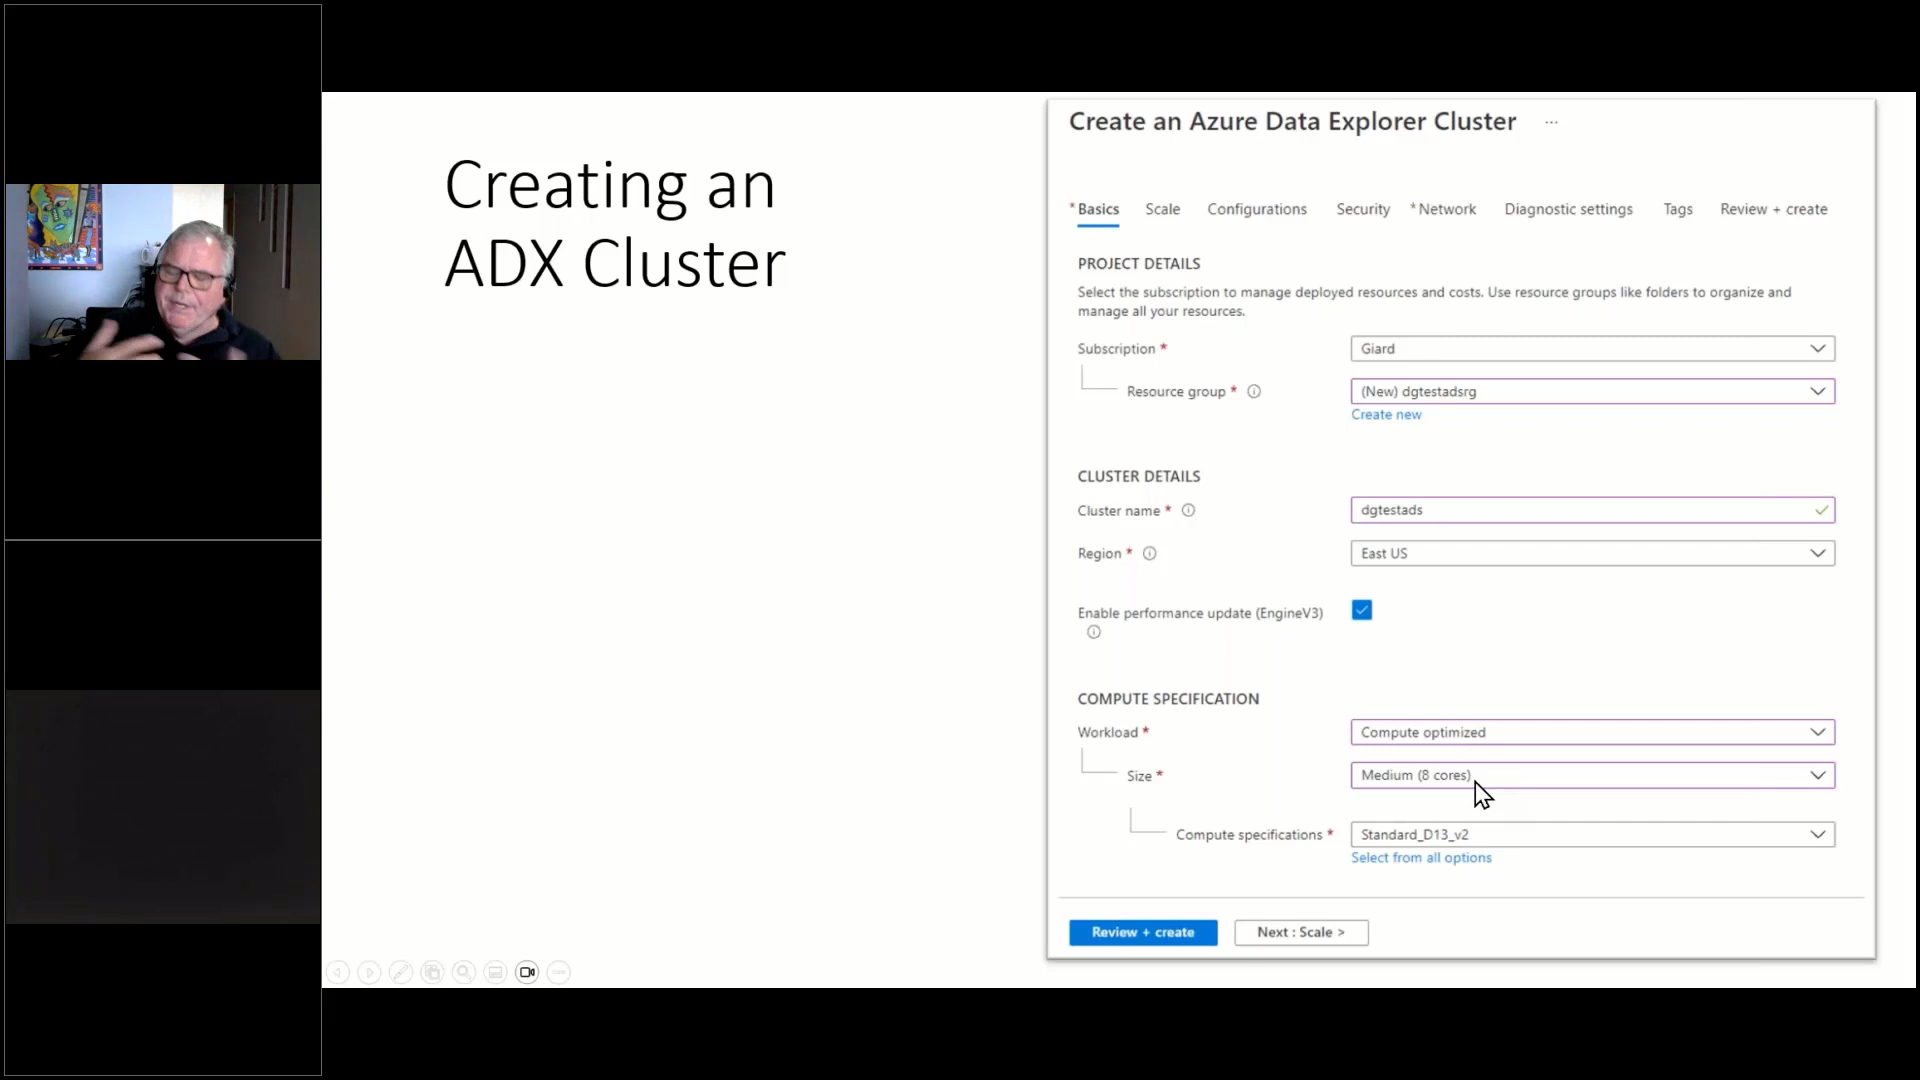 Creating an
ADX Cluster
Create an Azure Data Explorer Cluster ...
* Basics Scale Configurations Security * Network Diagnostic settings Tags Review + create
PROJECT DETAILS
Select the subscription to manage deployed resources and costs. Use resource groups like folders to organize and
manage all your resources.
Subscription * Giard
Resource group * (New) dgtestadsrg
Create new
CLUSTER DETAILS
Cluster name * dgtestads
Region * East US
Enable performance update (EngineV3)
COMPUTE SPECIFICATION
Workload * Compute optimized
Size * Medium (8 cores)
Compute specifications * Standard_D13_v2
Select from all options
Review + create Next : Scale >